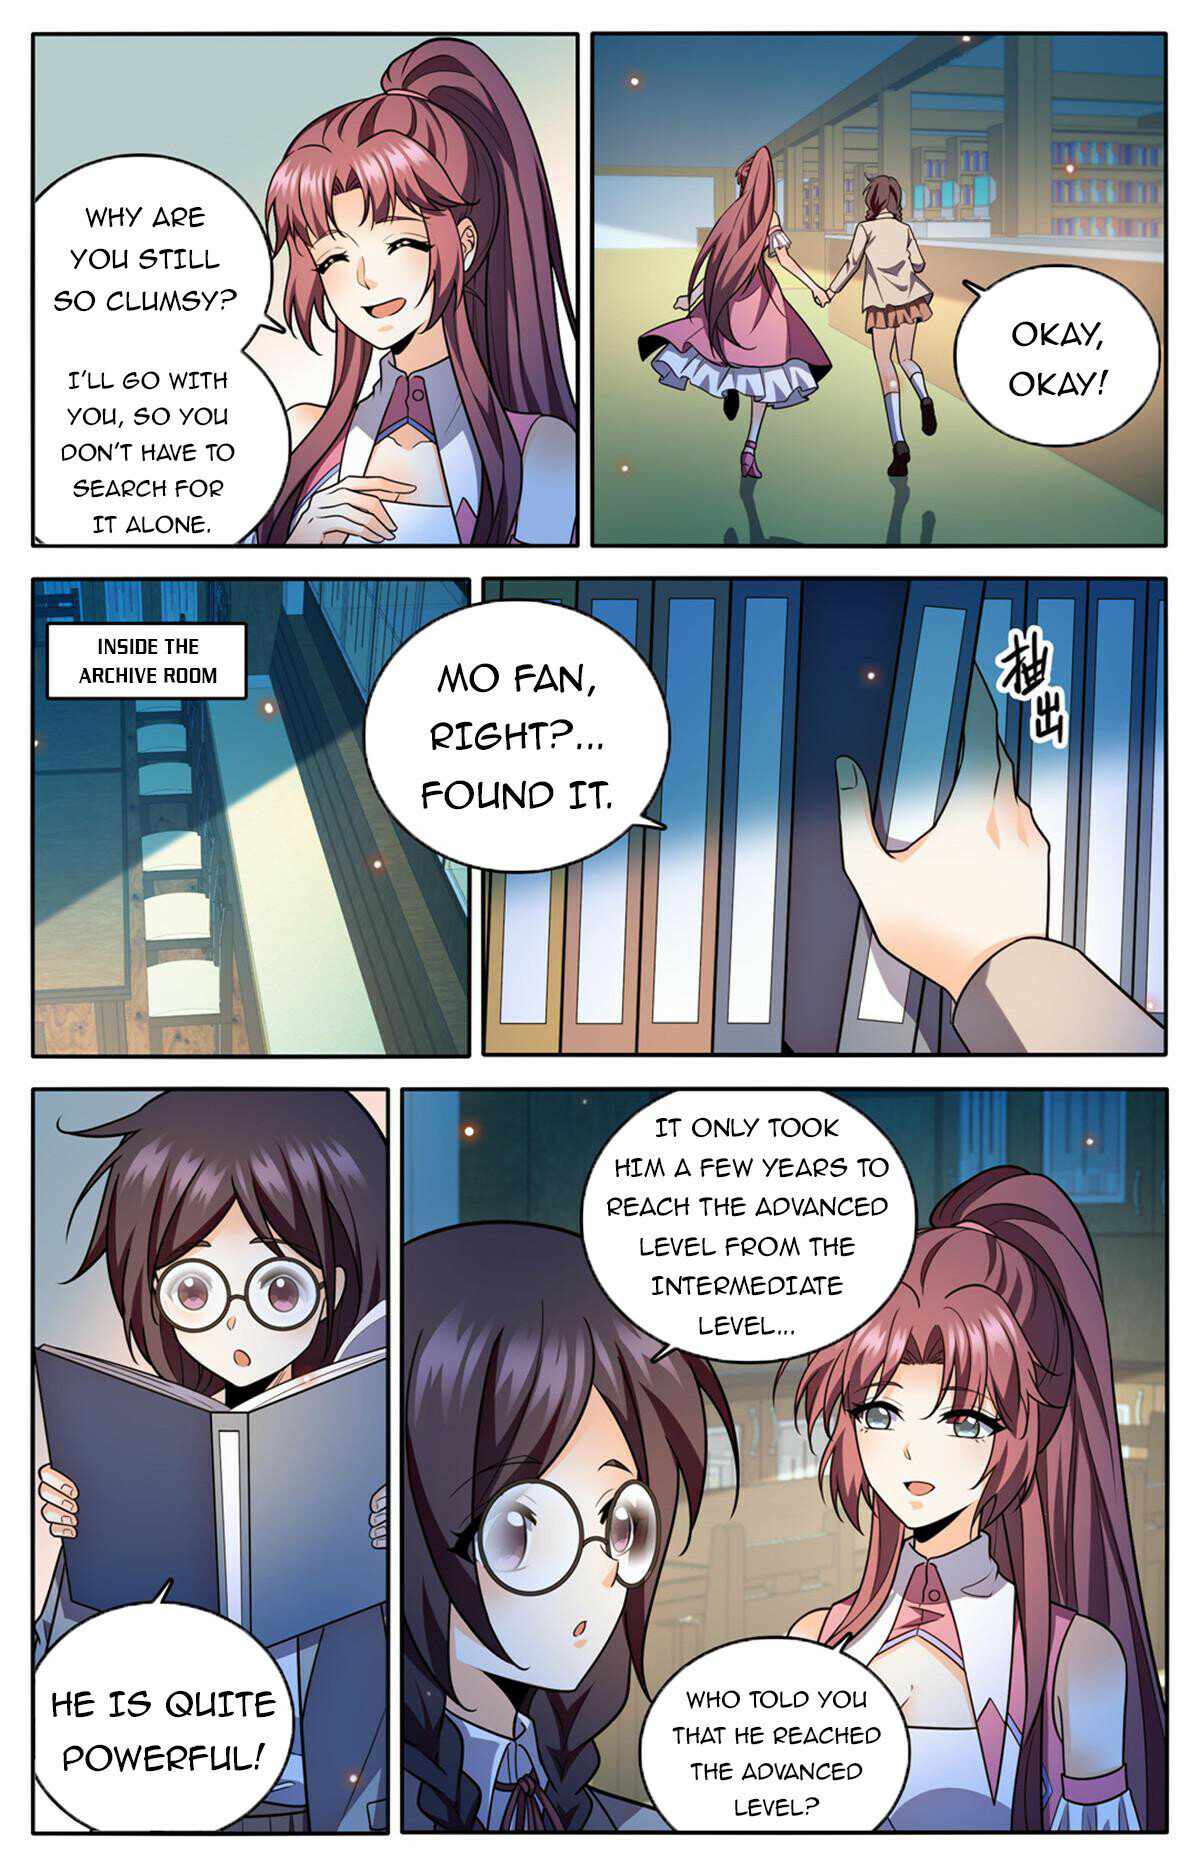 WHY ARE
YOU STILL
SO CLUMSY?
I'LL GO WITH
YOU, SO YOU
DON'T HAVE TO
SEARCH FOR
IT ALONE.
OKAY,
OKAY!
INSIDE THE
ARCHIVE ROOM
MO FAN,
RIGHT?...
FOUND IT.
抽出
HE IS QUITE
POWERFUL!
IT ONLY TOOK
HIM A FEW YEARS TO
REACH THE ADVANCED
LEVEL FROM THE
INTERMEDIATE
LEVEL...
WHO TOLD YOU
THAT HE REACHED
THE ADVANCED
LEVEL?